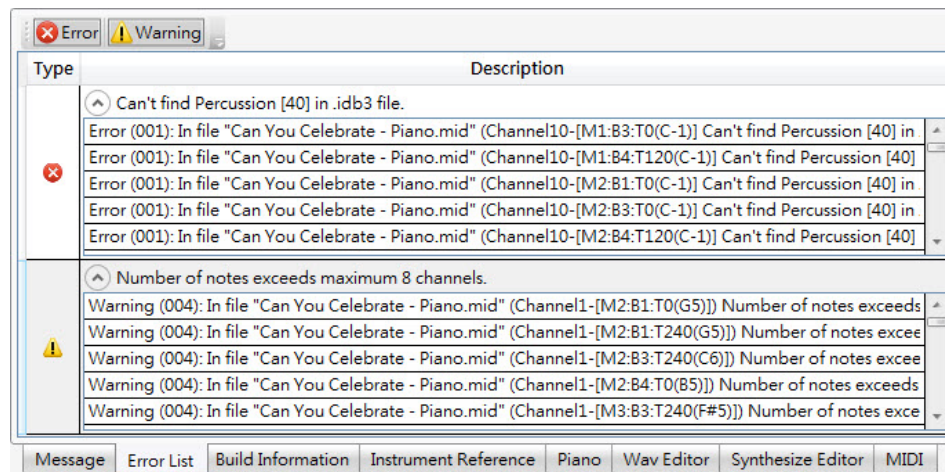 Error Warning
Type Description
Can't find Percussion [40] in .idb3 file.
Error (001): In file "Can You Celebrate - Piano.mid" (Channel10-[M1:B3:T0(C-1)] Can't find Percussion [40] in .
Error (001): In file "Can You Celebrate - Piano.mid" (Channel10-[M1:B4:T120(C-1)] Can't find Percussion [40]
Error (001): In file "Can You Celebrate - Piano.mid" (Channel10-[M2:B1:T0(C-1)] Can't find Percussion [40] in .
Error (001): In file "Can You Celebrate - Piano.mid" (Channel10-[M2:B3:T0(C-1)] Can't find Percussion [40] in .
Error (001): In file "Can You Celebrate - Piano.mid" (Channel10-[M2:B4:T120(C-1)] Can't find Percussion [40]
Number of notes exceeds maximum 8 channels.
Warning (004): In file "Can You Celebrate - Piano.mid" (Channel1-[M2:B1:T0(G5)]) Number of notes exceeds
Warning (004): In file "Can You Celebrate - Piano.mid" (Channel1-[M2:B1:T240(G5)]) Number of notes excee
Warning (004): In file "Can You Celebrate - Piano.mid" (Channel1-[M2:B3:T240(C6)]) Number of notes excee
Warning (004): In file "Can You Celebrate - Piano.mid" (Channel1-[M2:B4:T0(B5)]) Number of notes exceeds
Warning (004): In file "Can You Celebrate - Piano.mid" (Channel1-[M3:B3:T240(F#5)]) Number of notes exce
Message Error List Build Information Instrument Reference Piano Wav Editor Synthesize Editor MIDI